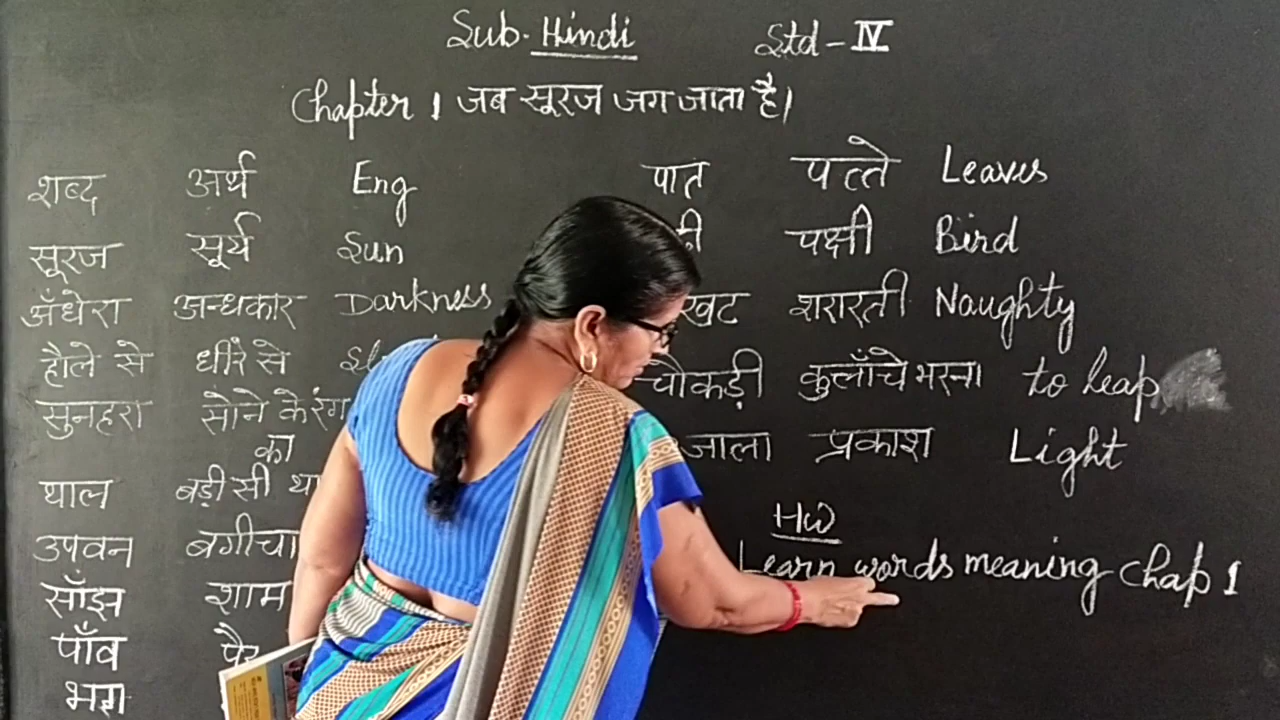 Sub. Hindi Std - IV
Chapter 1 जब सूरज जग जाता है।
शब्द अर्थ Eng
सूरज सूर्य Sun
अँधेरा अन्धकार Darkness
हौले से धीरे से
सुनहरा सोने के रंग
का
थाल बड़ी सी
उपवन बगीचा
साँझ शाम
पाँव
पात पत्ते Leaves
पक्षी Bird
शरारती Naughty
चौकड़ी कुलाँचे भरना to leap
प्रकाश Light
HW
Learn words meaning Chap 1